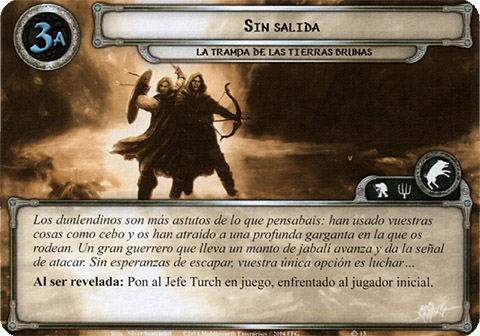 3A
SIN SALIDA
LA TRAMPA DE LAS TIERRAS BRUNAS
Los dunlendinos son más astutos de lo que pensabais: han usado vuestras
cosas como cebo y os han atraído a una profunda garganta en la que os
rodean. Un gran guerrero que lleva un manto de jabalí avanza y da la señal
de atacar. Sin esperanzas de escapar, vuestra única opción es luchar…
Al ser revelada: Pon al Jefe Turch en juego, enfrentado al jugador inicial.